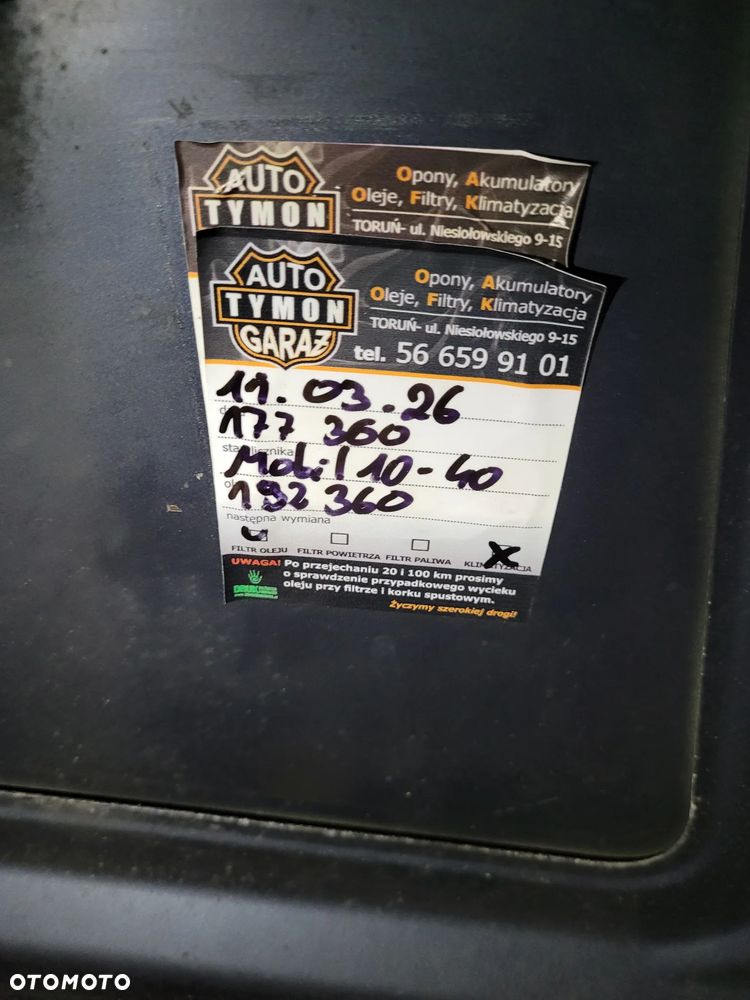 AUTO
TYMON
Opony, Akumulatory
Oleje, Filtry, Klimatyzacja
TORUŃ- ul. Niesiołowskiego 9-15
AUTO
TYMON
GARAŻ
Opony, Akumulatory
Oleje, Filtry, Klimatyzacja
TORUŃ- ul. Niesiołowskiego 9-15
tel. 56 659 91 01
11.03.26
177 360
Mobil 10-40
192 360
następna wymiana
FILTR OLEJU FILTR POWIETRZA FILTR PALIWA KLIMATYZACJA
UWAGA! Po przejechaniu 20 i 100 km prosimy
o sprawdzenie przypadkowego wycieku
oleju przy filtrze i korku spustowym.
Życzymy szerokiej drogi!
OTOMOTO